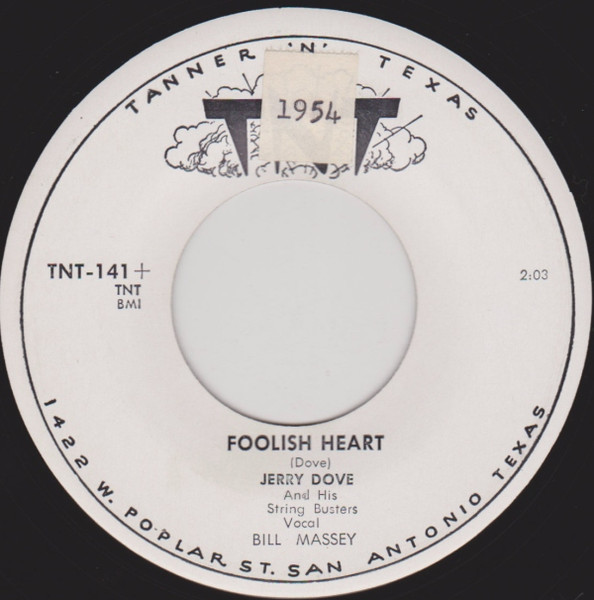 TANNER 'N' TEXAS
TNT
1954
TNT-141+
TNT
BMI
2:03
FOOLISH HEART
(Dove)
JERRY DOVE
And His
String Busters
Vocal
BILL MASSEY
1422 W. POPLAR ST. SAN ANTONIO TEXAS